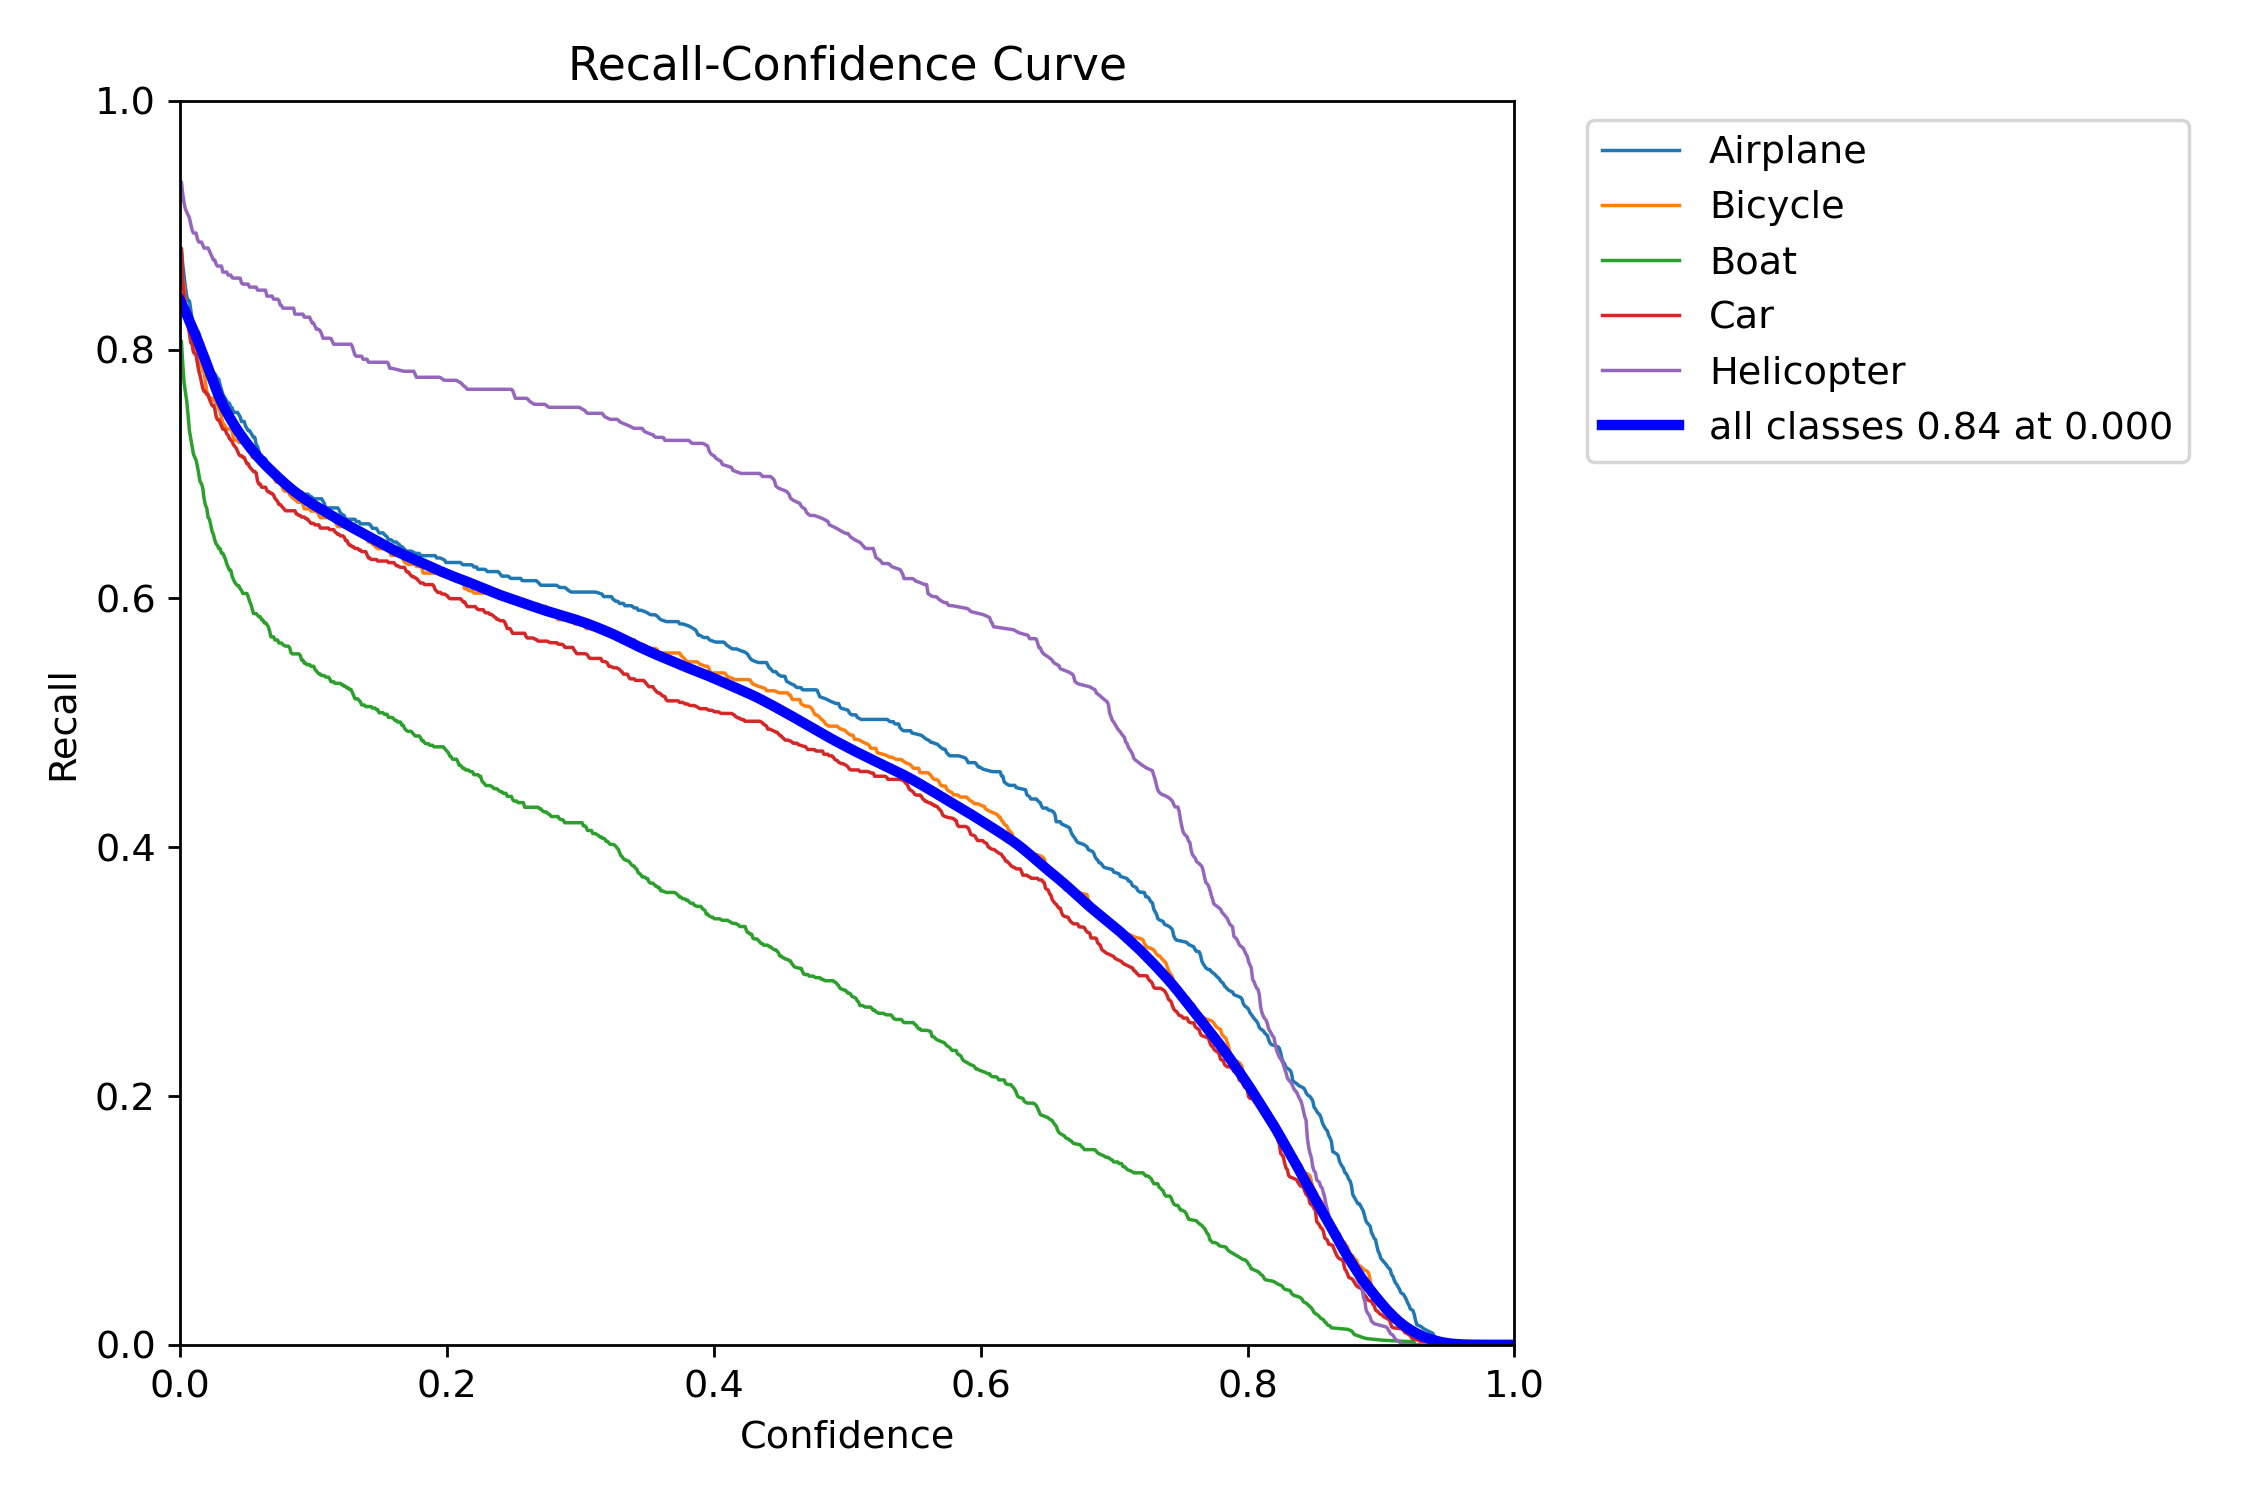 Recall-Confidence Curve
1.0
0.8
0.6
0.4
0.2
0.0
Recall
0.0 0.2 0.4 0.6 0.8 1.0
Confidence
Airplane
Bicycle
Boat
Car
Helicopter
all classes 0.84 at 0.000